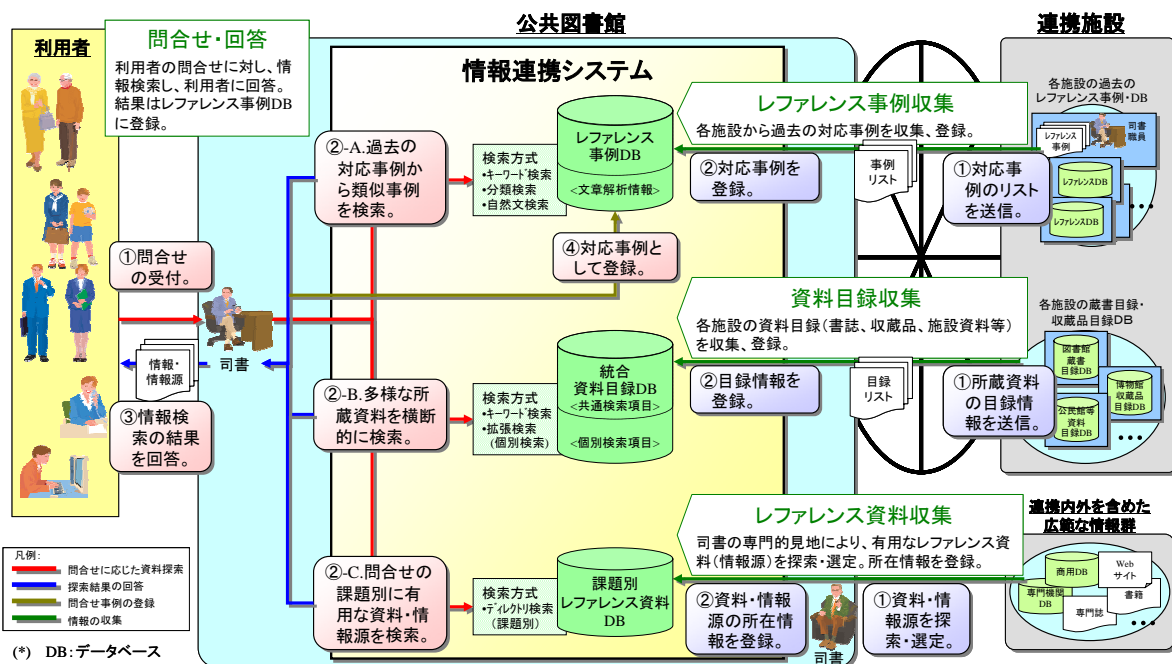 公共図書館
連携施設
利用者
問合せ・回答
利用者の問合せに対し、情
報検索し、利用者に回答。
結果はレファレンス事例DB
に登録。
情報連携システム
②-A.過去の
対応事例か
ら類似事例
を検索。
検索方式
・キーワード検索
・分類検索
・自然文検索
レファレンス
事例DB
<文章解析情報>
レファレンス事例収集
各施設から過去の対応事例を収集、登録。
②対応事例を
登録。
事例
リスト
①対応事
例のリスト
を送信。
各施設の過去の
レファレンス事例・DB
レファレンス
事例
司書
職員
レファレンスDB
レファレンスDB
・・・
①問合せ
の受付。
④対応事例と
して登録。
司書
情報・
情報源
③情報検
索の結果
を回答。
資料目録収集
各施設の資料目録(書誌、収蔵品、施設資料等)
を収集、登録。
②-B.多様な所
蔵資料を横断
的に検索。
検索方式
・キーワード検索
・拡張検索
(個別検索)
統合
資料目録DB
<共通検索項目>
<個別検索項目>
②目録情報を
登録。
目録
リスト
①所蔵資料
の目録情
報を送信。
各施設の蔵書目録・
収蔵品目録DB
図書館
蔵書
目録DB
博物館
収蔵品
目録DB
公民館等
資料
目録DB
・・・
レファレンス資料収集
司書の専門的見地により、有用なレファレンス資
料(情報源)を探索・選定。所在情報を登録。
②-C.問合せの
課題別に有
用な資料・情
報源を検索。
検索方式
・ディレクトリ検索
(課題別)
課題別
レファレンス資料
DB
②資料・情報
源の所在情
報を登録。
司書
①資料・情
報源を探
索・選定。
連携内外を含めた
広範な情報群
商用DB
Web
サイト
専門機関
DB
専門誌
書籍
・・・
凡例:
問合せに応じた資料探索
探索結果の回答
問合せ事例の登録
情報の収集
(*) DB:データベース